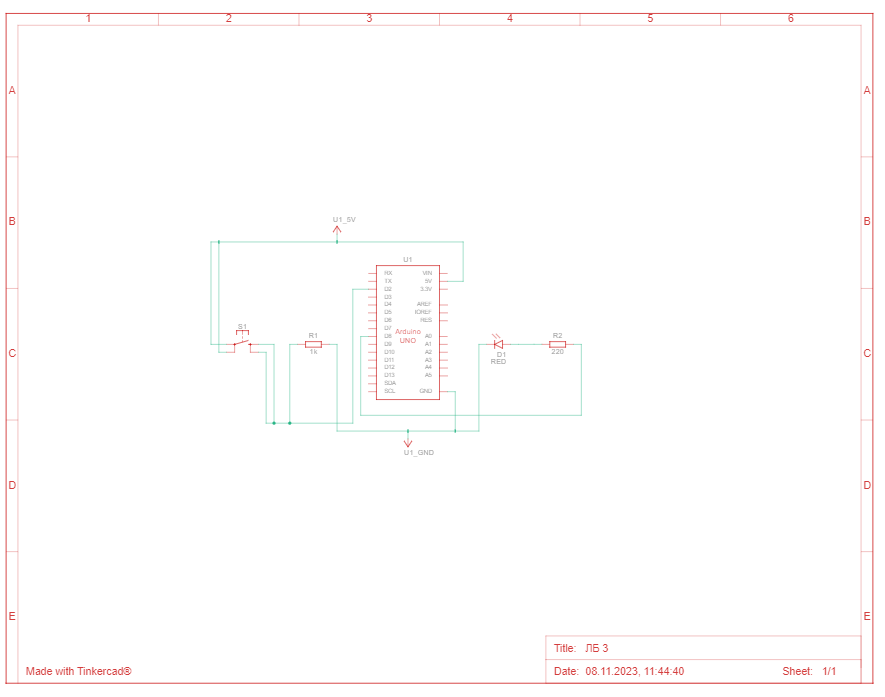 1 2 3 4 5 6
A A
B B
U1_5V
U1
RX VIN
TX 5V
D2 3.3V
D3
D4 AREF
D5 IOREF
D6 RES
D7
D8 A0
D9 A1
D10 A2
D11 A3
D12 A4
D13 A5
SDA
SCL GND
Arduino
UNO
S1
R1
1k
D1
RED
R2
220
C C
U1_GND
D D
E E
Title: ЛБ 3
Made with Tinkercad®
Date: 08.11.2023, 11:44:40 Sheet: 1/1